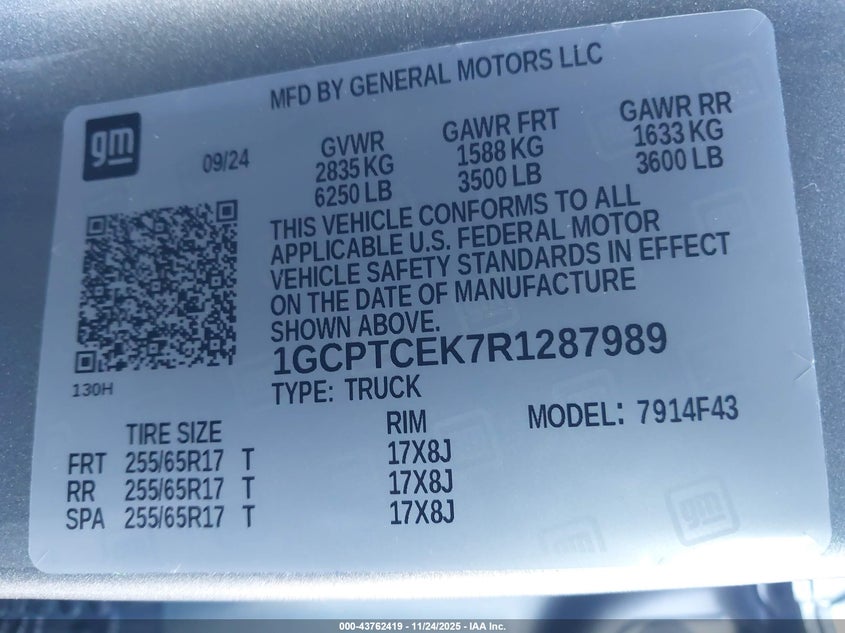 MFD BY GENERAL MOTORS LLC
gm
09/24
GVWR
2835 KG
6250 LB
GAWR FRT
1588 KG
3500 LB
GAWR RR
1633 KG
3600 LB
THIS VEHICLE CONFORMS TO ALL
APPLICABLE U.S. FEDERAL MOTOR
VEHICLE SAFETY STANDARDS IN EFFECT
ON THE DATE OF MANUFACTURE
SHOWN ABOVE.
1GCPTCEK7R1287989
130H
TYPE: TRUCK
MODEL: 7914F43
TIRE SIZE RIM
FRT 255/65R17 T 17X8J
RR 255/65R17 T 17X8J
SPA 255/65R17 T 17X8J
gm
000-43762419 - 11/24/2025 - IAA Inc.